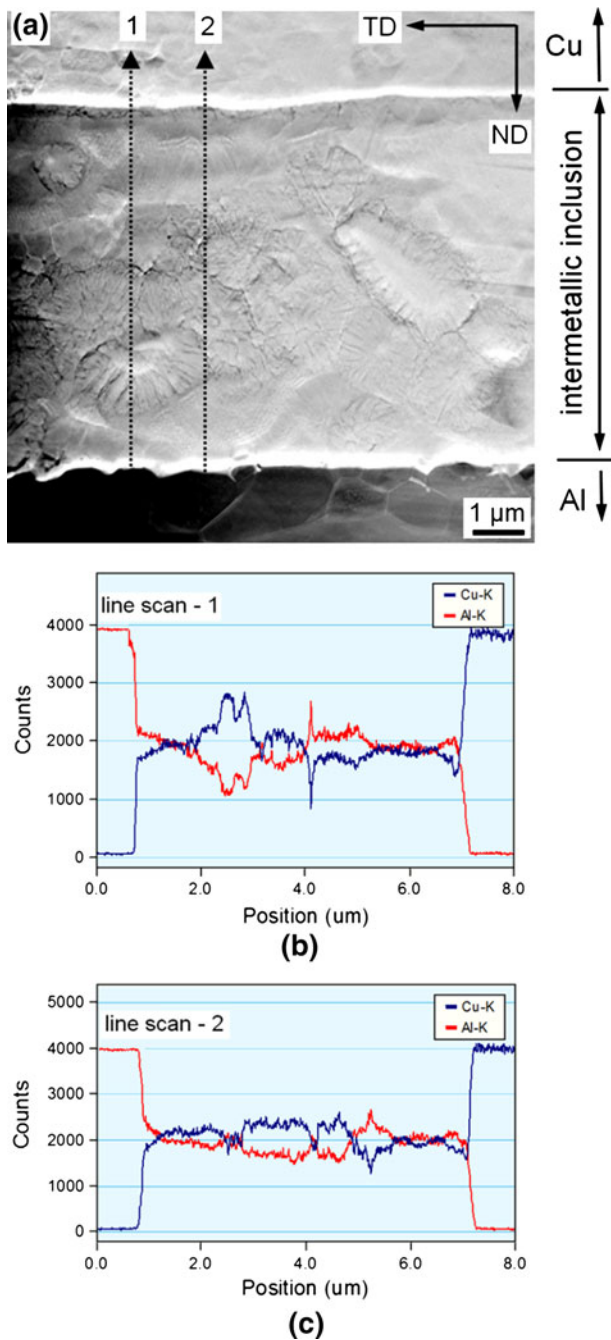 (a) 1 2 TD Cu
ND
intermetallic inclusion
Al
1 µm
line scan - 1
Cu-K
Al-K
4000
3000
2000
1000
0
Counts
0.0 2.0 4.0 6.0 8.0
Position (um)
(b)
line scan - 2
Cu-K
Al-K
5000
4000
3000
2000
1000
0
Counts
0.0 2.0 4.0 6.0 8.0
Position (um)
(c)